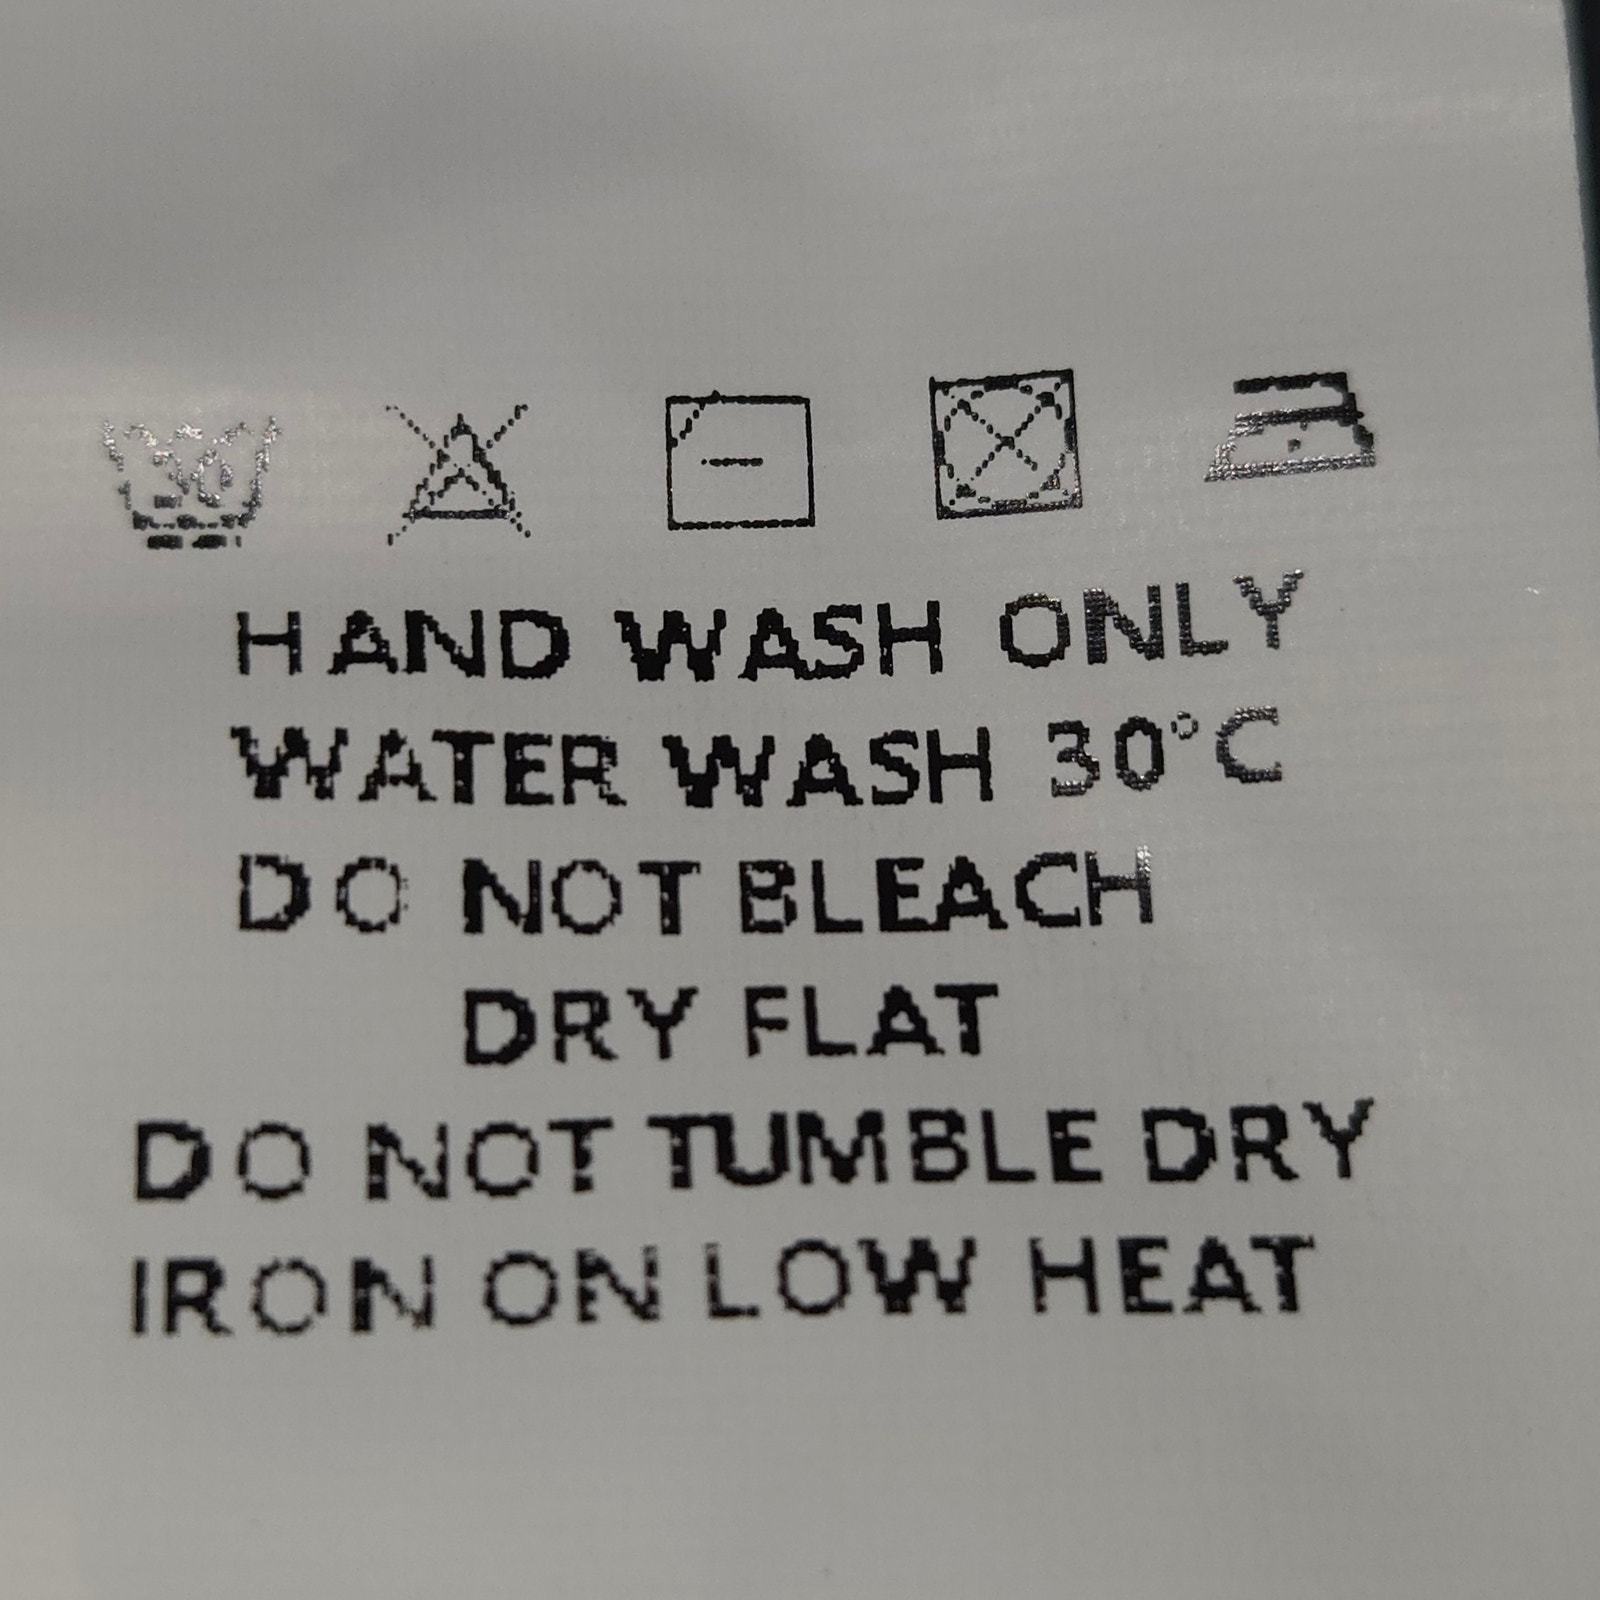 30
HAND WASH ONLY
WATER WASH 30°C
DO NOT BLEACH
DRY FLAT
DO NOT TUMBLE DRY
IRON ON LOW HEAT